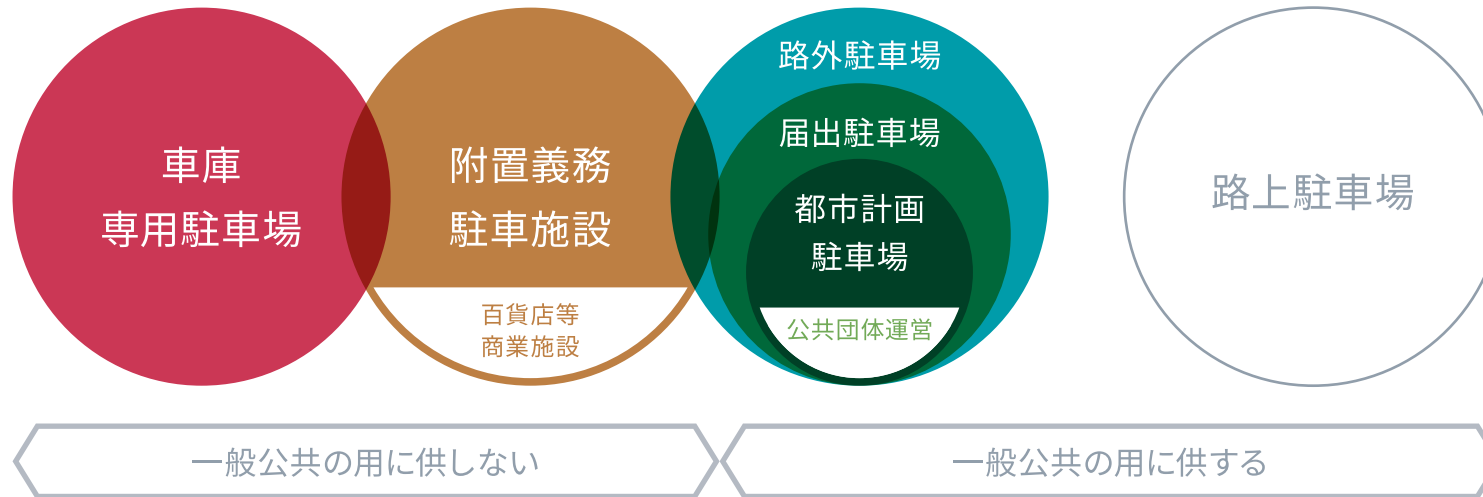 車庫
専用駐車場
附置義務
駐車施設
百貨店等
商業施設
路外駐車場
届出駐車場
都市計画
駐車場
公共団体運営
路上駐車場
一般公共の用に供しない
一般公共の用に供する